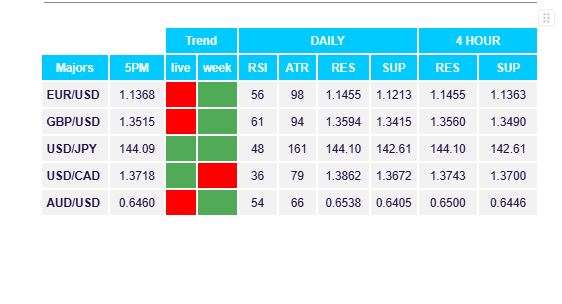 Trend DAILY 4 HOUR
Majors 5PM live week RSI ATR RES SUP RES SUP
EUR/USD 1.1368 56 98 1.1455 1.1213 1.1455 1.1363
GBP/USD 1.3515 61 94 1.3594 1.3415 1.3560 1.3490
USD/JPY 144.09 48 161 144.10 142.61 144.10 142.61
USD/CAD 1.3718 36 79 1.3862 1.3672 1.3743 1.3700
AUD/USD 0.6460 54 66 0.6538 0.6405 0.6500 0.6446